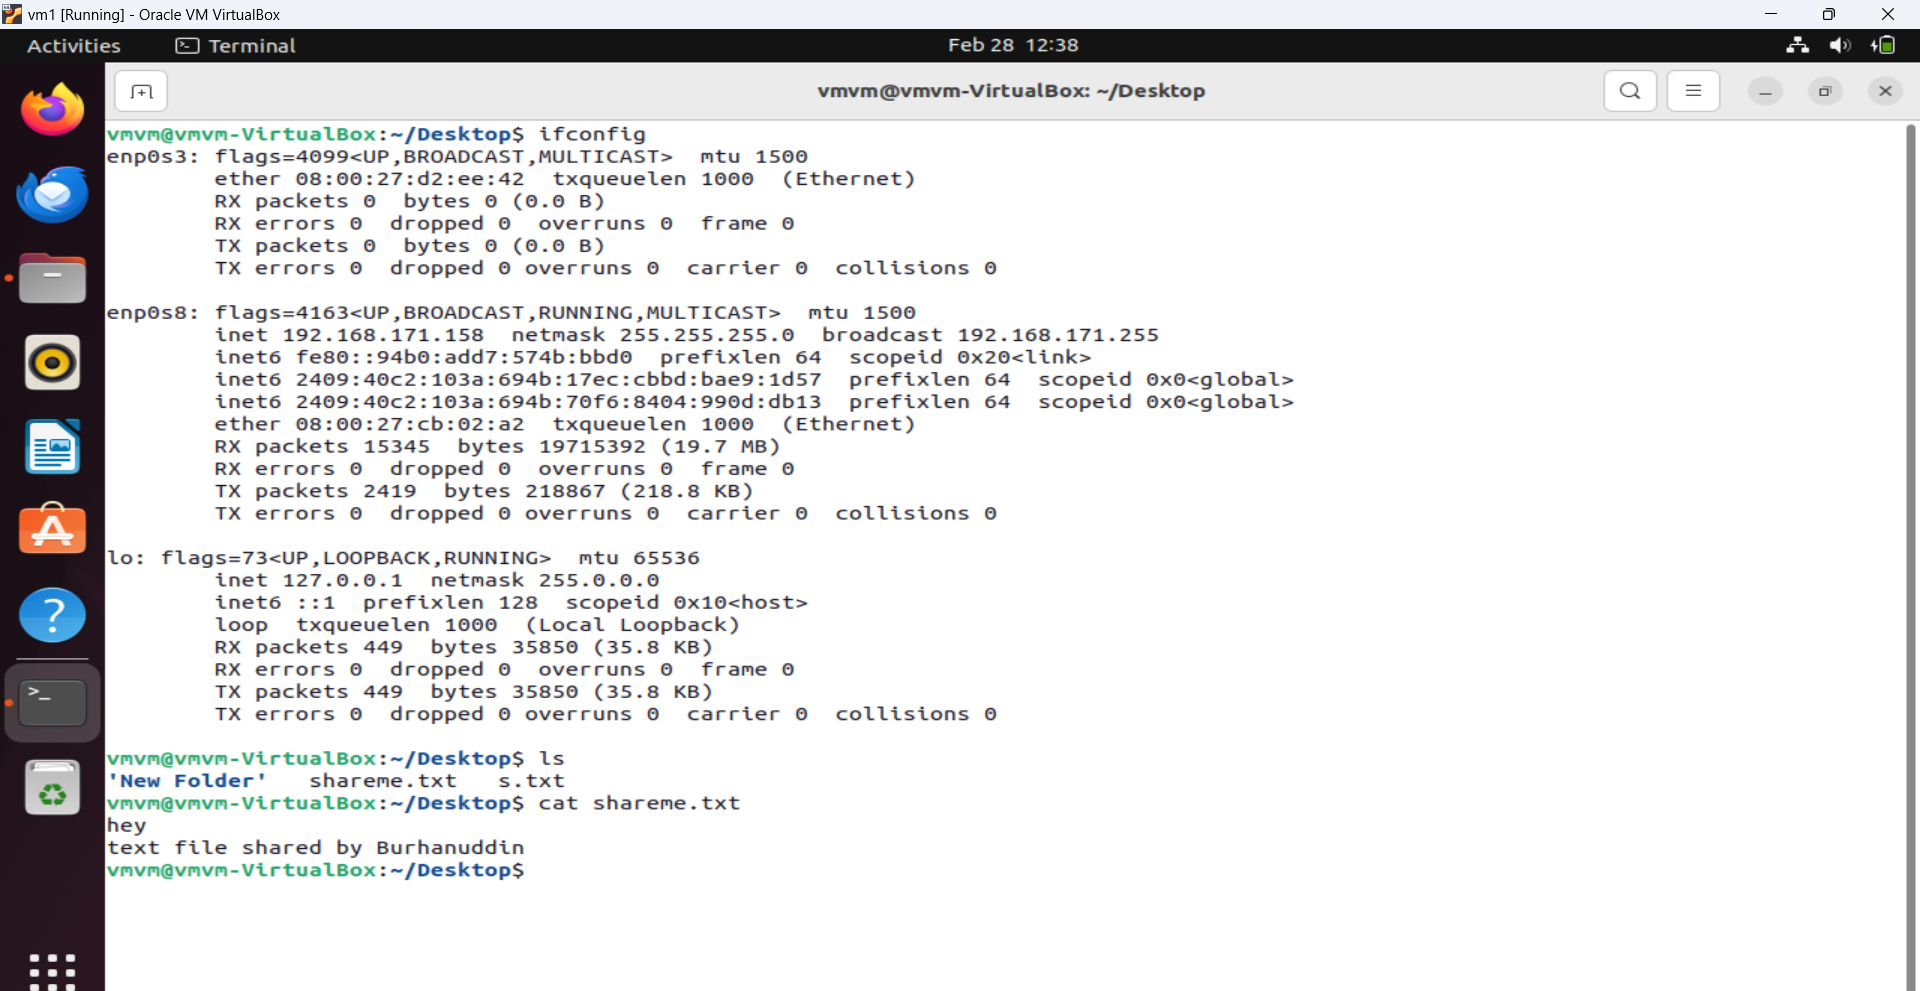 vm1 [Running] - Oracle VM VirtualBox
Activities Terminal Feb 28 12:38
vmvm@vmvm-VirtualBox: ~/Desktop
vmvm@vmvm-VirtualBox:~/Desktop$ ifconfig
enp0s3: flags=4099<UP,BROADCAST,MULTICAST>  mtu 1500
        ether 08:00:27:d2:ee:42  txqueuelen 1000  (Ethernet)
        RX packets 0  bytes 0 (0.0 B)
        RX errors 0  dropped 0  overruns 0  frame 0
        TX packets 0  bytes 0 (0.0 B)
        TX errors 0  dropped 0 overruns 0  carrier 0  collisions 0
enp0s8: flags=4163<UP,BROADCAST,RUNNING,MULTICAST>  mtu 1500
        inet 192.168.171.158  netmask 255.255.255.0  broadcast 192.168.171.255
        inet6 fe80::94b0:add7:574b:bbd0  prefixlen 64  scopeid 0x20<link>
        inet6 2409:40c2:103a:694b:17ec:cbbd:bae9:1d57  prefixlen 64  scopeid 0x0<global>
        inet6 2409:40c2:103a:694b:70f6:8404:990d:db13  prefixlen 64  scopeid 0x0<global>
        ether 08:00:27:cb:02:a2  txqueuelen 1000  (Ethernet)
        RX packets 15345  bytes 19715392 (19.7 MB)
        RX errors 0  dropped 0  overruns 0  frame 0
        TX packets 2419  bytes 218867 (218.8 KB)
        TX errors 0  dropped 0 overruns 0  carrier 0  collisions 0
lo: flags=73<UP,LOOPBACK,RUNNING>  mtu 65536
        inet 127.0.0.1  netmask 255.0.0.0
        inet6 ::1  prefixlen 128  scopeid 0x10<host>
        loop  txqueuelen 1000  (Local Loopback)
        RX packets 449  bytes 35850 (35.8 KB)
        RX errors 0  dropped 0  overruns 0  frame 0
        TX packets 449  bytes 35850 (35.8 KB)
        TX errors 0  dropped 0 overruns 0  carrier 0  collisions 0
vmvm@vmvm-VirtualBox:~/Desktop$ ls
'New Folder'   shareme.txt   s.txt
vmvm@vmvm-VirtualBox:~/Desktop$ cat shareme.txt
hey
text file shared by Burhanuddin
vmvm@vmvm-VirtualBox:~/Desktop$